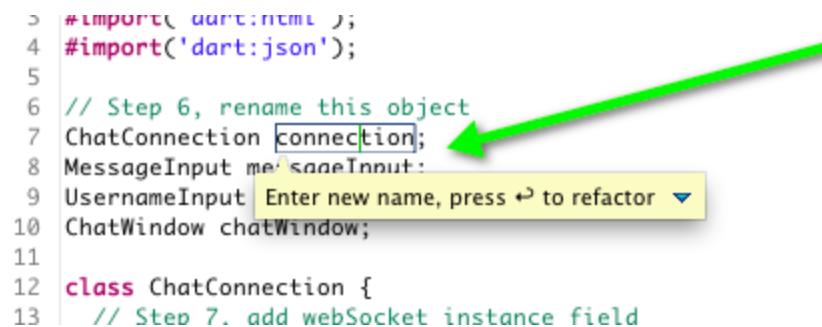 3 #import('dart:html');
4 #import('dart:json');
5
6 // Step 6, rename this object
7 ChatConnection connection;
8 MessageInput messageInput;
9 UsernameInput
Enter new name, press ↩ to refactor
10 ChatWindow chatWindow;
11
12 class ChatConnection {
13 // Step 7, add webSocket instance field